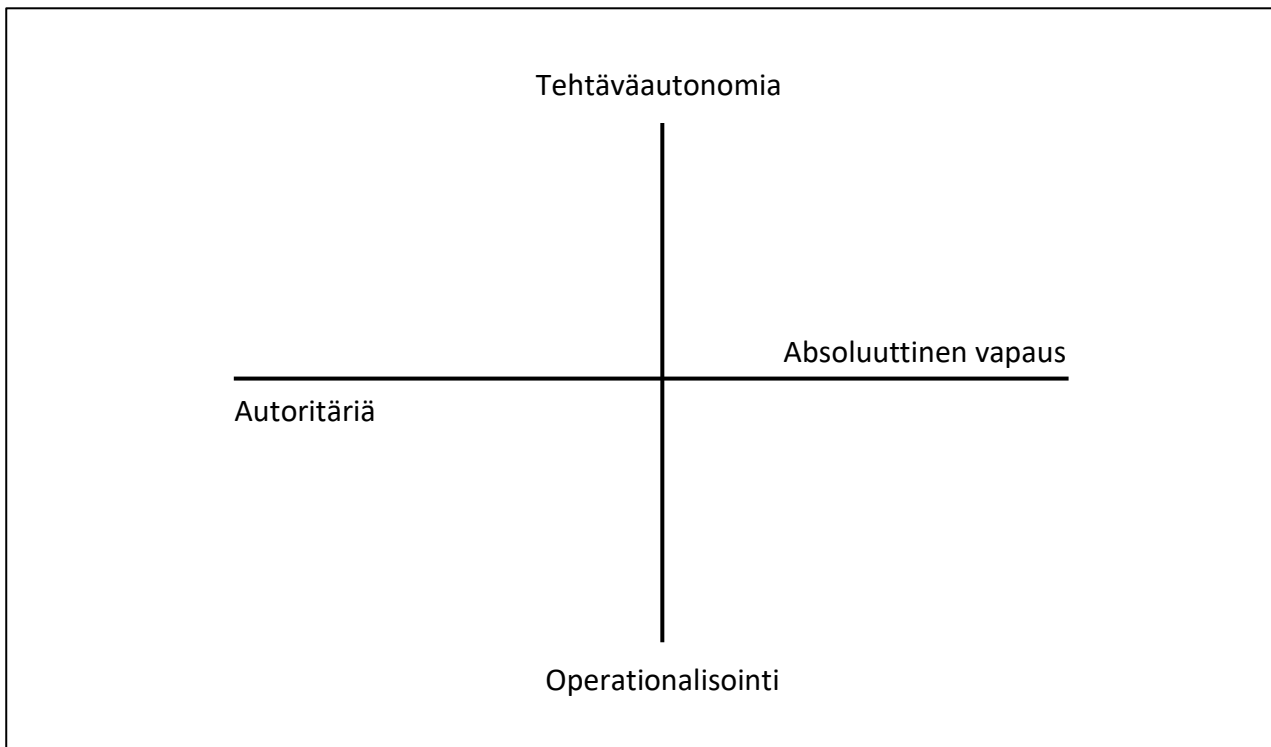 Tehtäväautonomia
Absoluuttinen vapaus
Autoritäriä
Operationalisointi